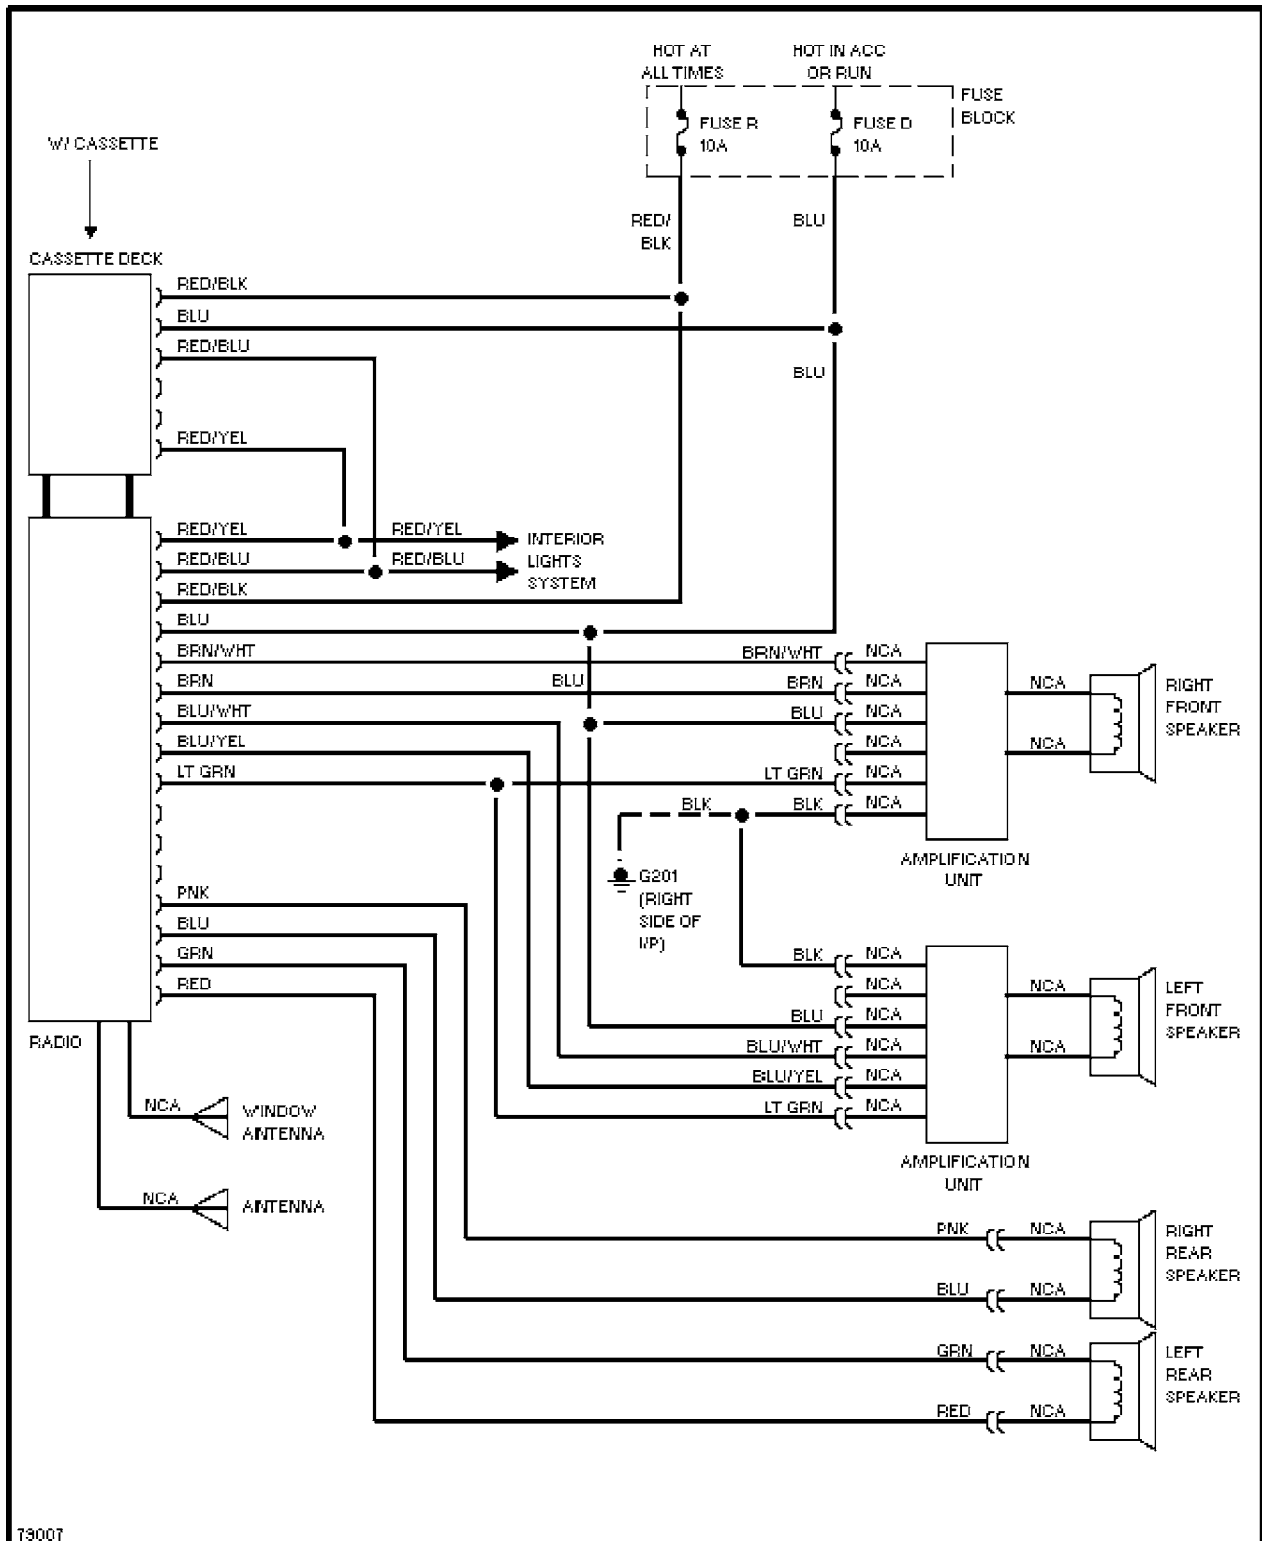 HOT AT
ALL TIMES
HOT IN ACC
OR RUN
FUSE
BLOCK
FUSE R
10A
FUSE D
10A
W/ CASSETTE
RED/
BLK
BLU
CASSETTE DECK
RED/BLK
BLU
RED/BLU
BLU
RED/YEL
RED/YEL
RED/YEL
INTERIOR
LIGHTS
SYSTEM
RED/BLU
RED/BLU
RED/BLK
BLU
BRN/WHT
BRN/WHT
NCA
BRN
BLU
BRN
NCA
NCA
RIGHT
FRONT
SPEAKER
BLU/WHT
BLU
NCA
BLU/YEL
NCA
NCA
LT GRN
LT GRN
NCA
BLK
BLK
NCA
AMPLIFICATION
UNIT
G201
(RIGHT
SIDE OF
I/P)
PNK
BLU
GRN
RED
RADIO
BLK
NCA
NCA
BLU
NCA
BLU/WHT
NCA
BLU/YEL
NCA
LT GRN
NCA
NCA
NCA
LEFT
FRONT
SPEAKER
AMPLIFICATION
UNIT
NCA
WINDOW
ANTENNA
NCA
ANTENNA
PNK
NCA
RIGHT
REAR
SPEAKER
BLU
NCA
GRN
NCA
LEFT
REAR
SPEAKER
RED
NCA
79007